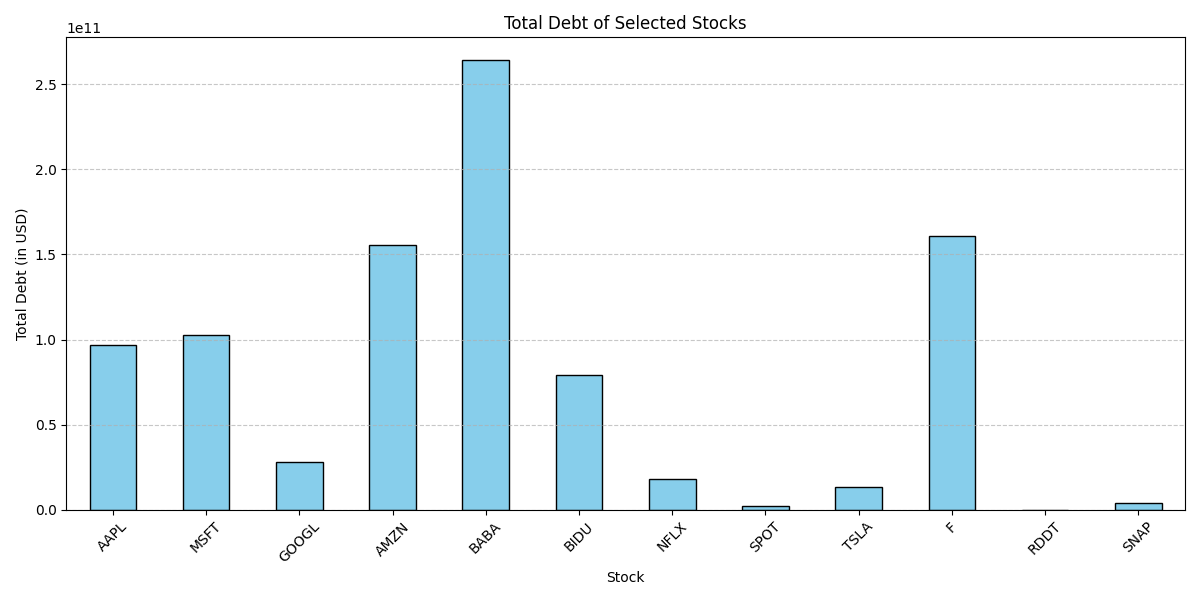 Total Debt of Selected Stocks
1e11
Total Debt (in USD)
2.5
2.0
1.5
1.0
0.5
0.0
AAPL
MSFT
GOOGL
AMZN
BABA
BIDU
NFLX
SPOT
TSLA
F
RDDT
SNAP
Stock